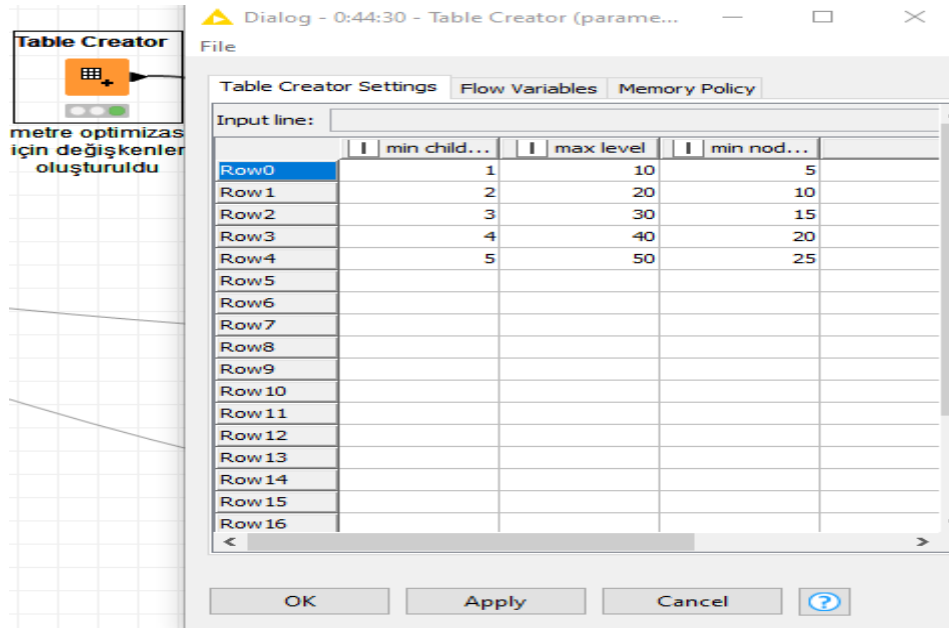 Table Creator
metre optimizas
için değişkenler
oluşturuldu
Dialog - 0:44:30 - Table Creator (parame...
File
Table Creator Settings Flow Variables Memory Policy
Input line:
I min child... I max level I min nod...
Row0 1 10 5
Row1 2 20 10
Row2 3 30 15
Row3 4 40 20
Row4 5 50 25
Row5
Row6
Row7
Row8
Row9
Row10
Row11
Row12
Row13
Row14
Row15
Row16
OK Apply Cancel ?